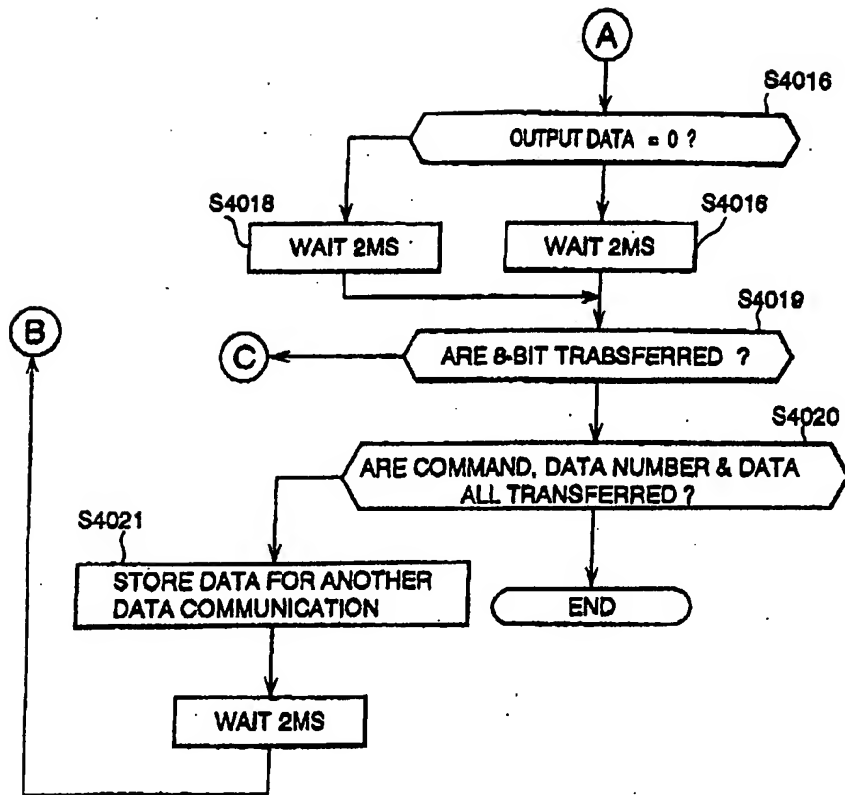 A
S4016
OUTPUT DATA = 0 ?
S4018
S4016
WAIT 2MS
WAIT 2MS
S4019
B
C
ARE 8-BIT TRABSFERRED ?
S4020
ARE COMMAND, DATA NUMBER & DATA
ALL TRANSFERRED ?
S4021
STORE DATA FOR ANOTHER
DATA COMMUNICATION
END
WAIT 2MS